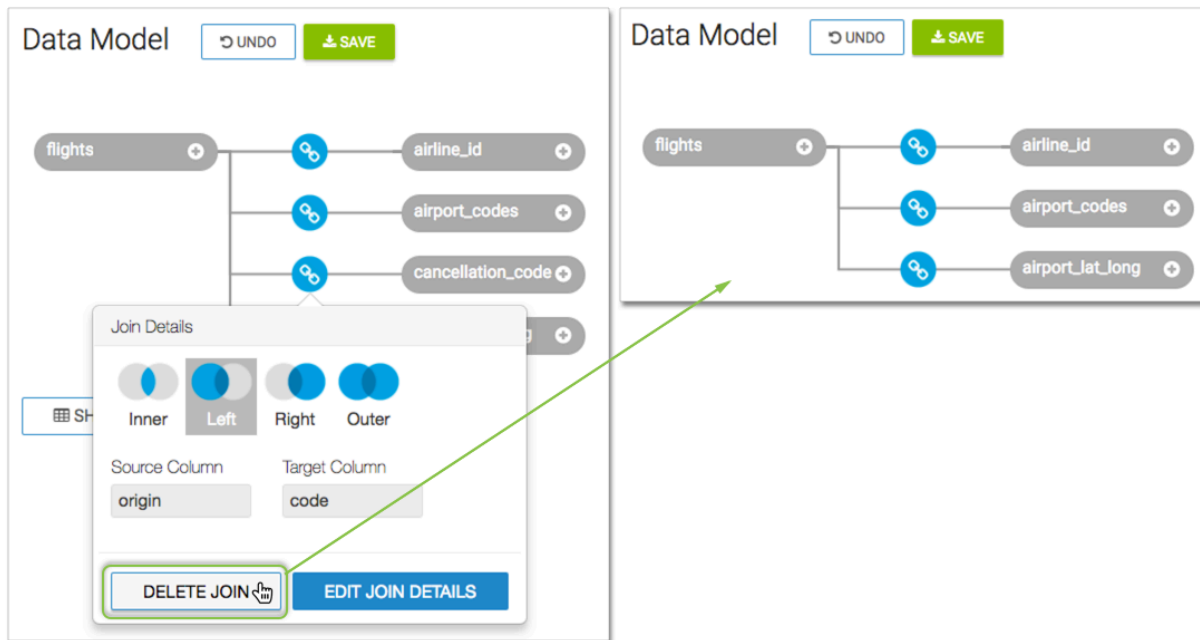 Data Model
UNDO
SAVE
flights
airline_id
airport_codes
cancellation_code
g
Join Details
Inner
Left
Right
Outer
SH
Source Column
Target Column
origin
code
DELETE JOIN
EDIT JOIN DETAILS
Data Model
UNDO
SAVE
flights
airline_id
airport_codes
airport_lat_long